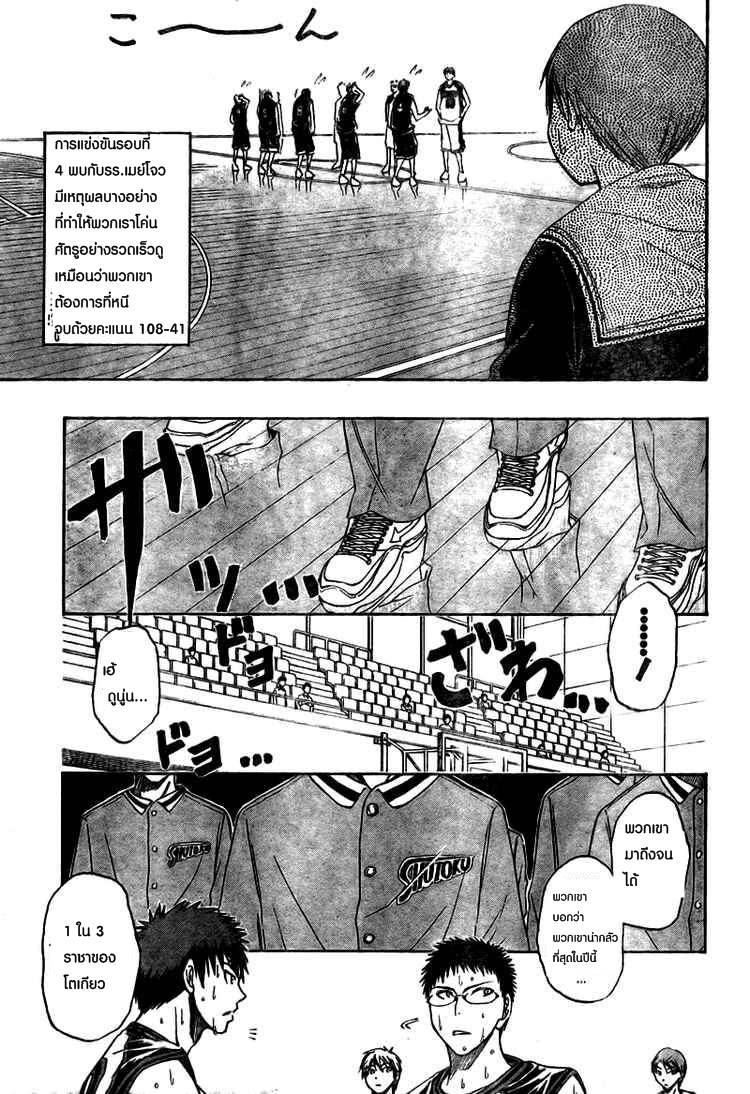 こーーん
การแข่งขันรอบที่
4 พบกับรร.เมย์โจว
มีเหตุผลบางอย่าง
ที่ทำให้พวกเราโค่น
ศัตรูอย่างรวดเร็วดู
เหมือนว่าพวกเขา
ต้องการที่หนี
จบด้วยคะแนน 108-41
ザッ...
ッ...
......!
เฮ้
ดูนู่น...
ドヨ
ドヨ...
ざわ...
พวกเขา
มาถึงจน
ได้
พวกเขา
บอกว่า
พวกเขาน่ากลัว
ที่สุดในปีนี้
...
SHUTOKU
SHUTOKU
1 ใน 3
ราชาของ
โตเกียว